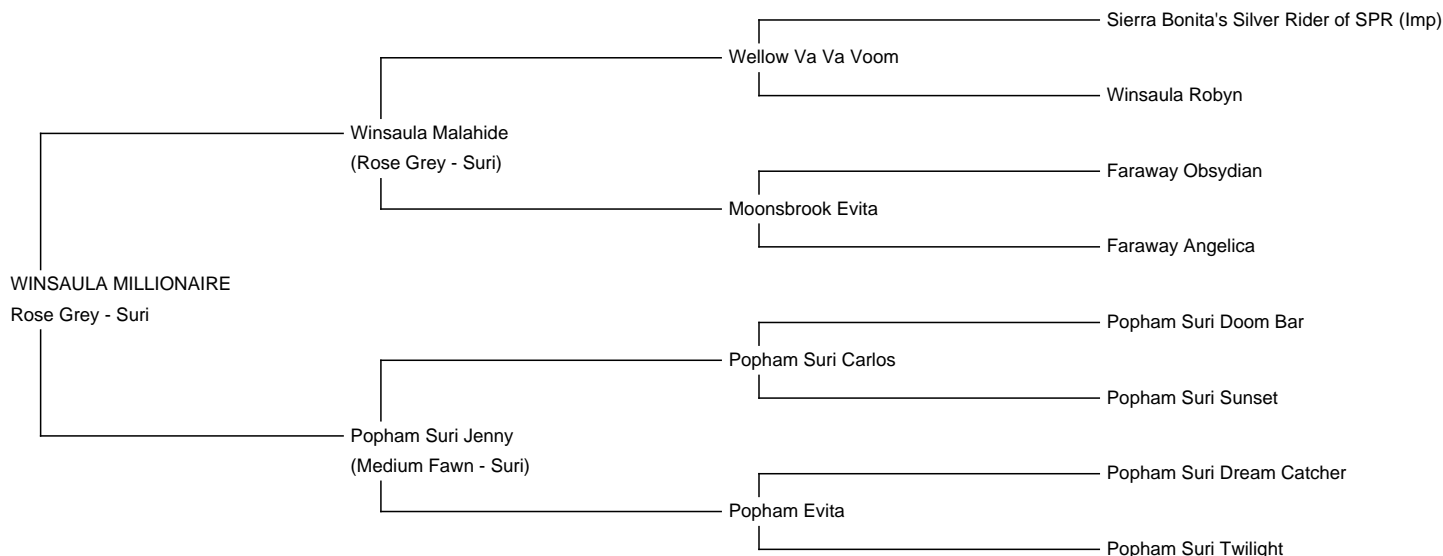 Sierra Bonita's Silver Rider of SPR (Imp)
Wellow Va Va Voom
Winsaula Robyn
Winsaula Malahide
(Rose Grey - Suri)
Faraway Obsydian
Moonsbrook Evita
Faraway Angelica
WINSAULA MILLIONAIRE
Rose Grey - Suri
Popham Suri Doom Bar
Popham Suri Carlos
Popham Suri Sunset
Popham Suri Jenny
(Medium Fawn - Suri)
Popham Suri Dream Catcher
Popham Evita
Popham Suri Twilight